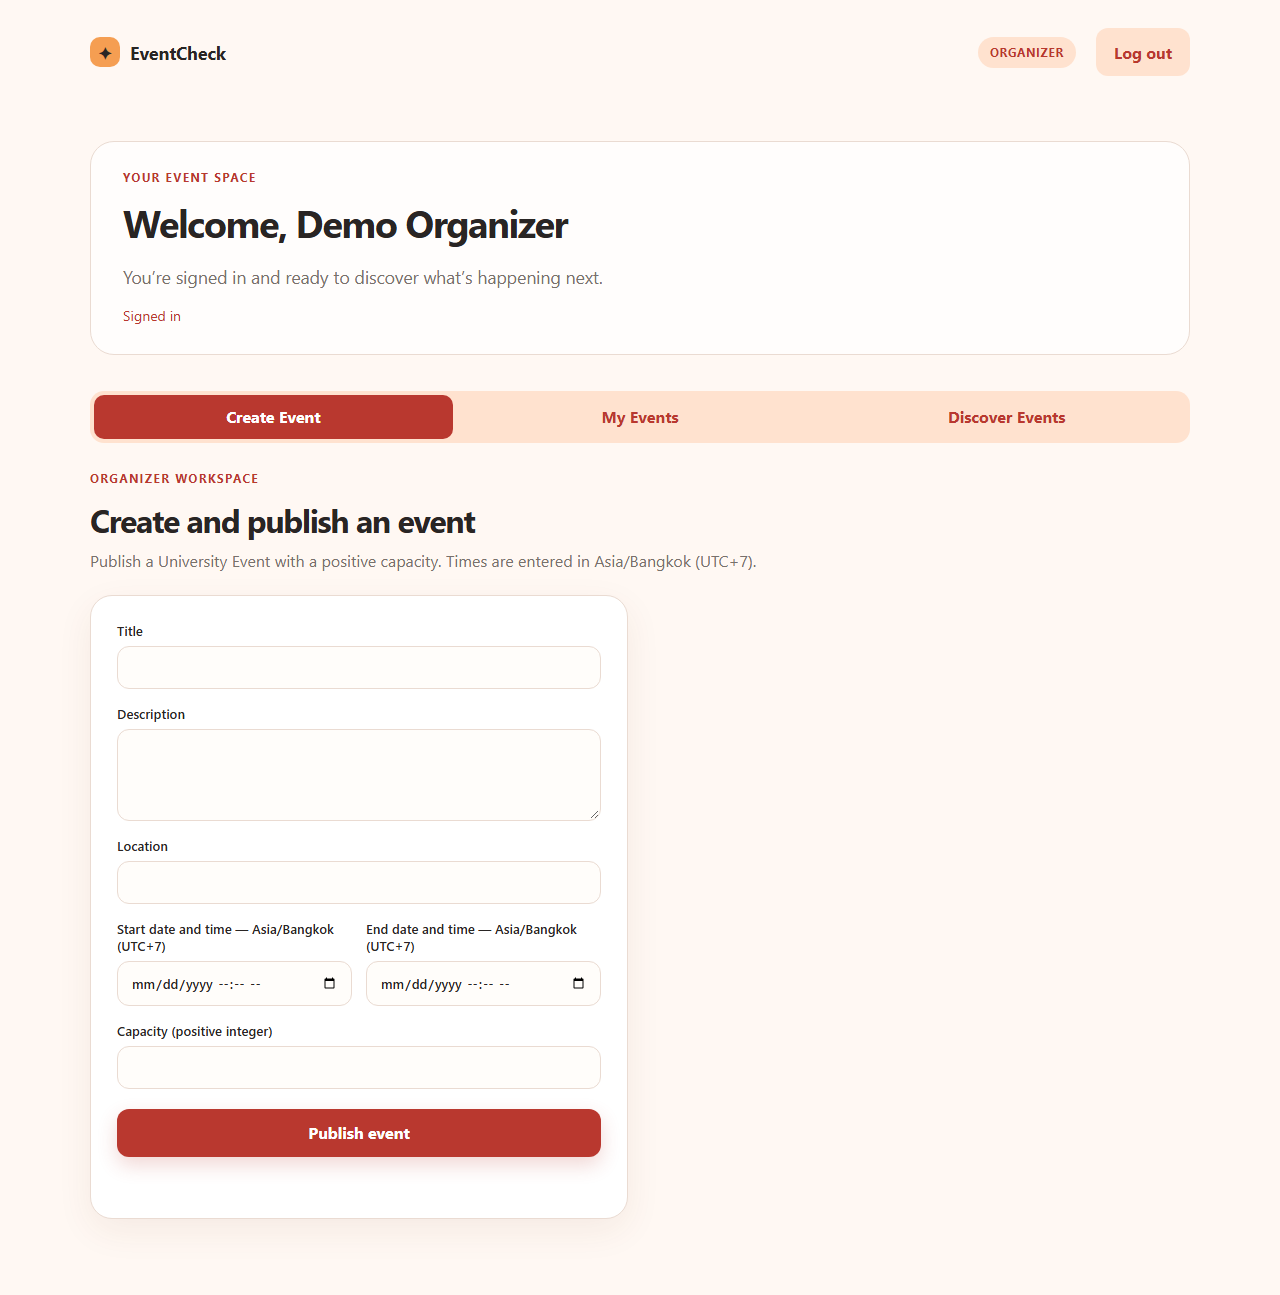 EventCheck
ORGANIZER
Log out
YOUR EVENT SPACE
Welcome, Demo Organizer
You’re signed in and ready to discover what’s happening next.
Signed in
Create Event
My Events
Discover Events
ORGANIZER WORKSPACE
Create and publish an event
Publish a University Event with a positive capacity. Times are entered in Asia/Bangkok (UTC+7).
Title
Description
Location
Start date and time — Asia/Bangkok
(UTC+7)
End date and time — Asia/Bangkok
(UTC+7)
mm/dd/yyyy --:-- --
mm/dd/yyyy --:-- --
Capacity (positive integer)
Publish event